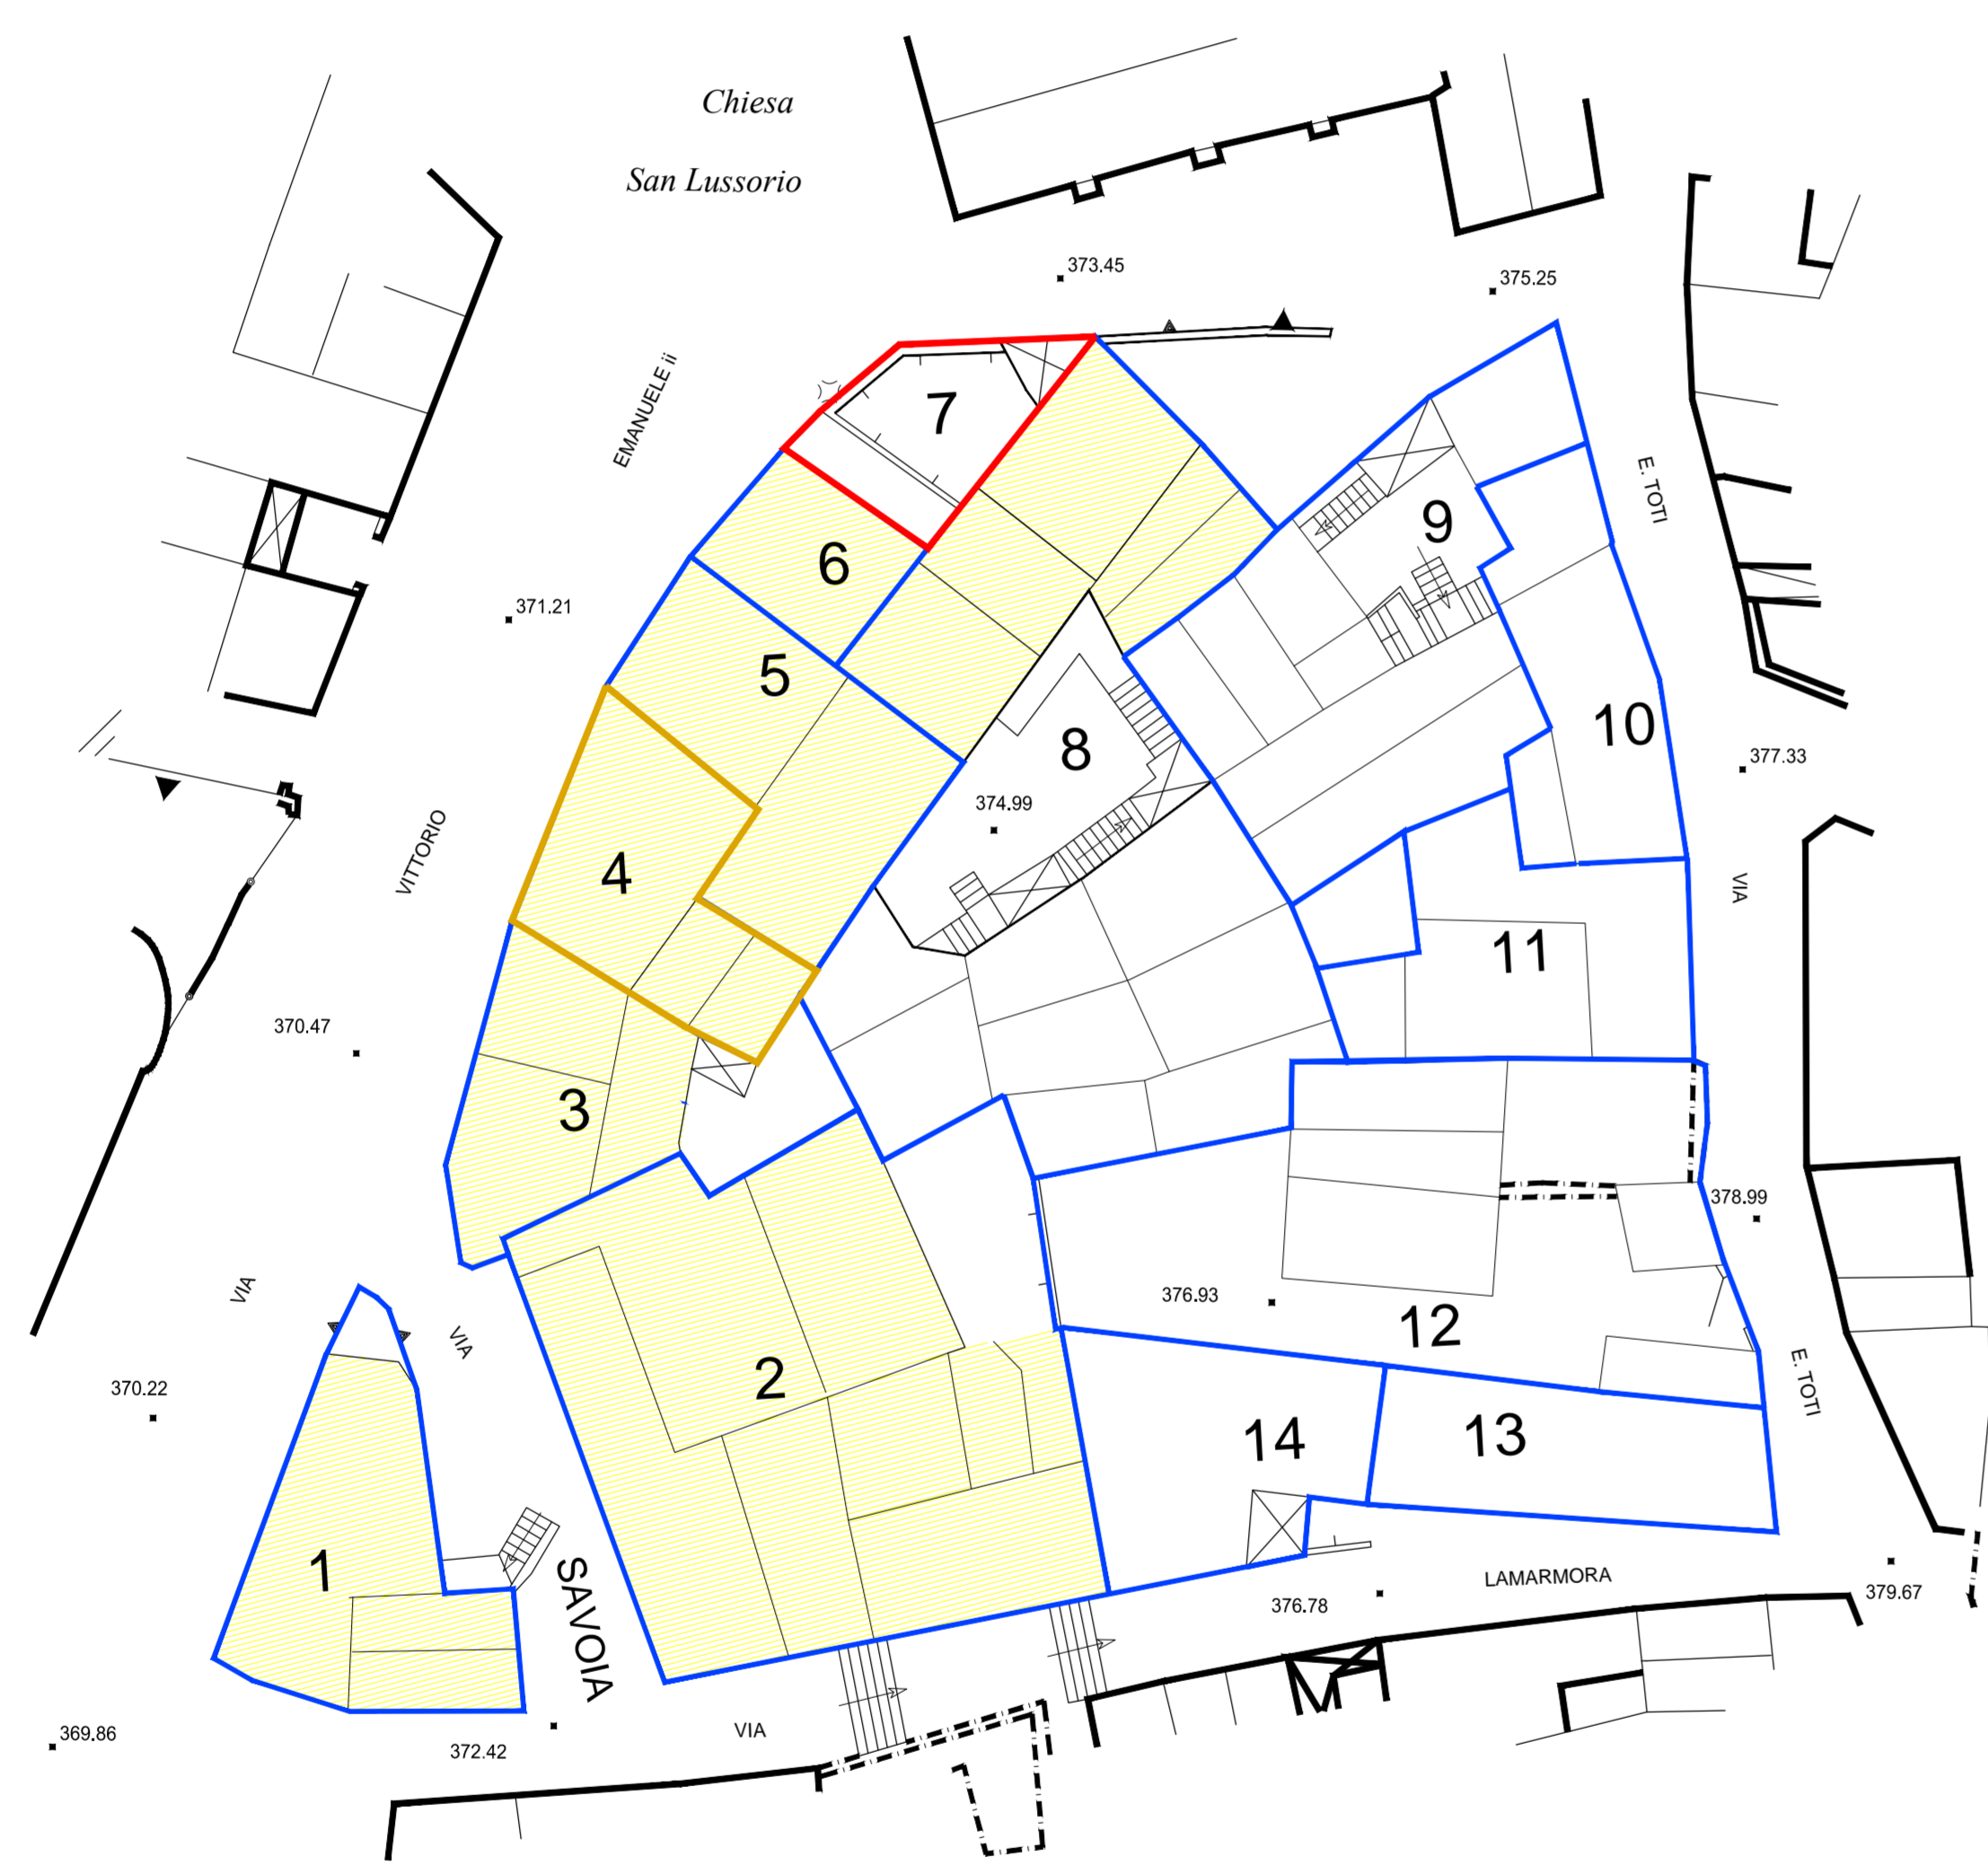 Chiesa
San Lussorio
373.45
375.25
EMANUELE ii
7
E. TOTI
9
6
371.21
5
10
8
377.33
374.99
VITTORIO
4
VIA
11
370.47
3
378.99
VIA
376.93
12
VIA
2
E. TOTI
370.22
14
13
1
SAVOIA
LAMARMORA
376.78
379.67
VIA
369.86
372.42